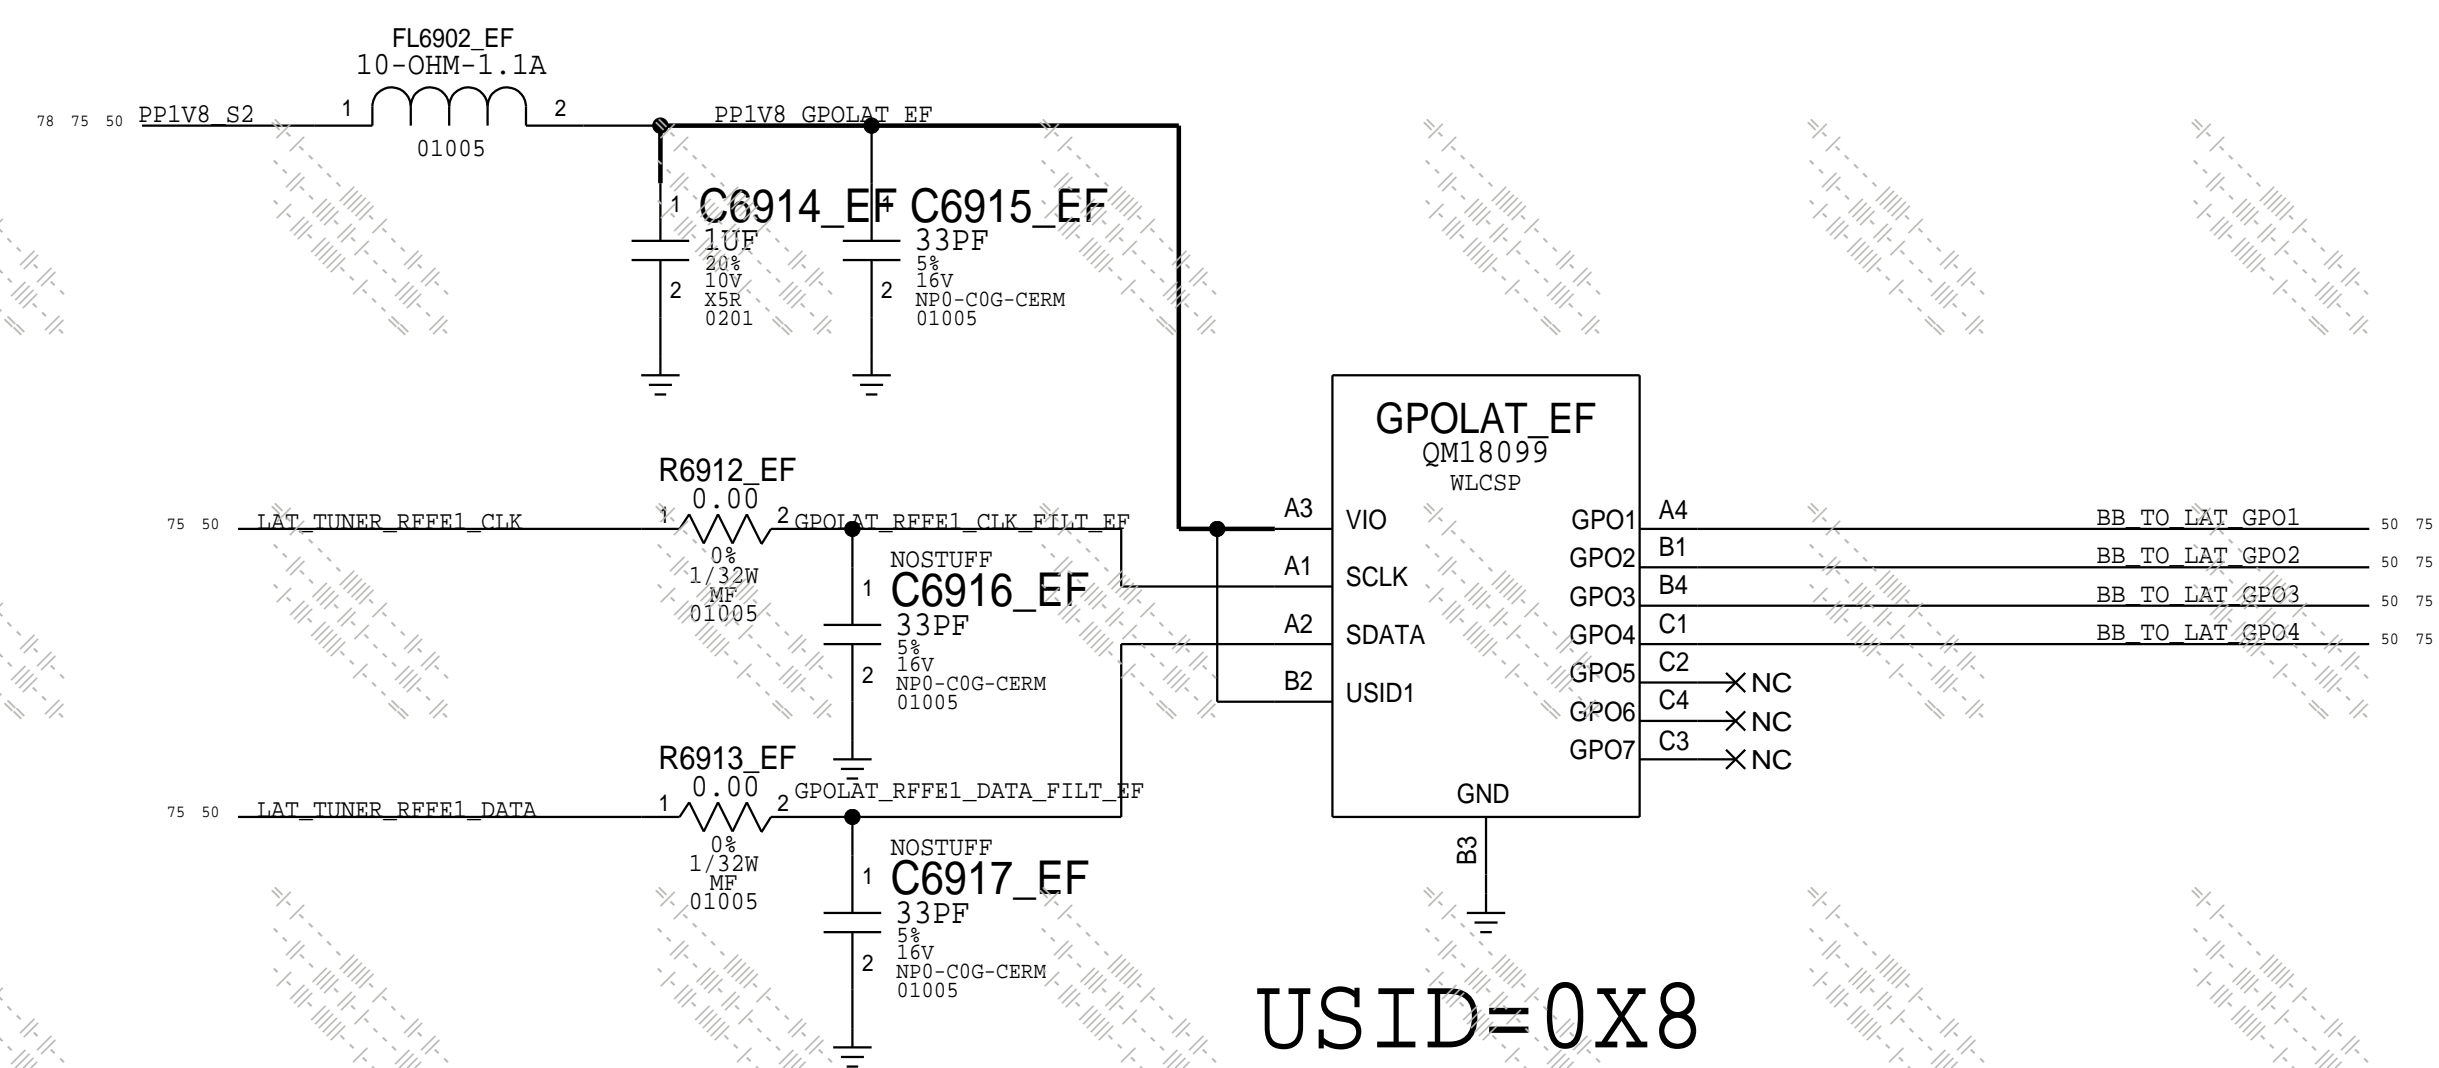 FL6902_EF
10-OHM-1.1A
78 75 50 PP1V8_S2 1 2 PP1V8_GPOLAT_EF
01005
1 C6914_EF
1UF
20%
10V
2 X5R
0201
1 C6915_EF
33PF
5%
16V
2 NP0-C0G-CERM
01005
R6912_EF
0.00
75 50 LAT_TUNER_RFFE1_CLK 1 2 GPOLAT_RFFE1_CLK_FILT_EF
0%
1/32W
MF
01005
NOSTUFF
1 C6916_EF
33PF
5%
16V
2 NP0-C0G-CERM
01005
R6913_EF
0.00
75 50 LAT_TUNER_RFFE1_DATA 1 2 GPOLAT_RFFE1_DATA_FILT_EF
0%
1/32W
MF
01005
NOSTUFF
1 C6917_EF
33PF
5%
16V
2 NP0-C0G-CERM
01005
GPOLAT_EF
QM18099
WLCSP
A3 VIO
A1 SCLK
A2 SDATA
B2 USID1
GPO1 A4 BB_TO_LAT_GPO1 50 75
GPO2 B1 BB_TO_LAT_GPO2 50 75
GPO3 B4 BB_TO_LAT_GPO3 50 75
GPO4 C1 BB_TO_LAT_GPO4 50 75
GPO5 C2 NC
GPO6 C4 NC
GPO7 C3 NC
GND
B3
USID=0X8